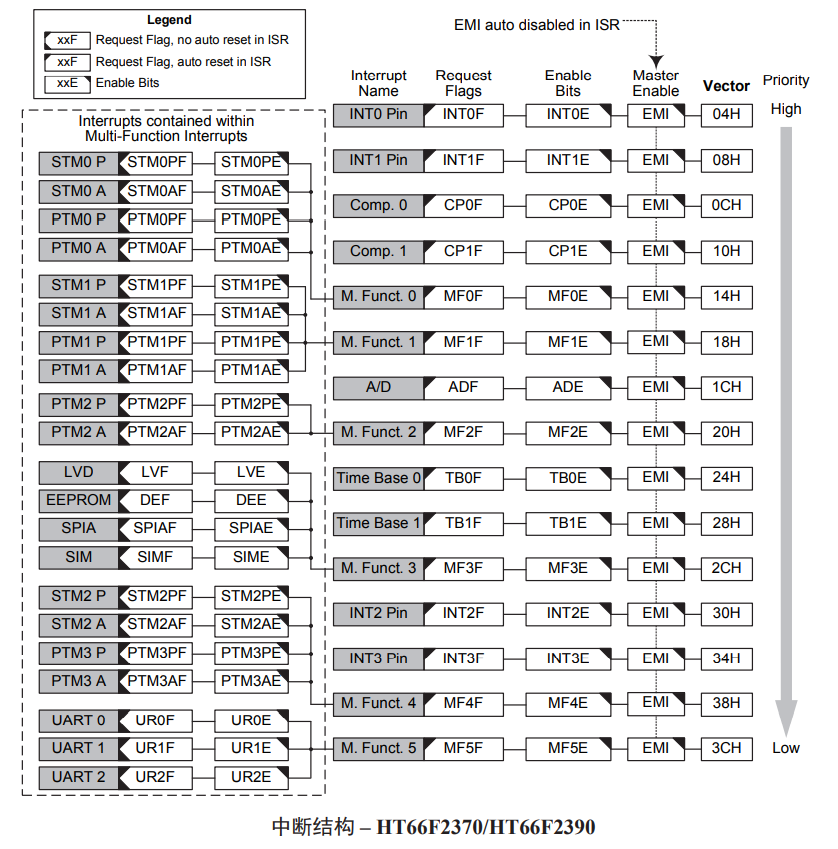 Legend
xxF Request Flag, no auto reset in ISR
xxF Request Flag, auto reset in ISR
xxE Enable Bits
EMI auto disabled in ISR
Interrupt Name Request Flags Enable Bits Master Enable Vector Priority
High
INT0 Pin INT0F INT0E EMI 04H
INT1 Pin INT1F INT1E EMI 08H
Comp. 0 CP0F CP0E EMI 0CH
Comp. 1 CP1F CP1E EMI 10H
M. Funct. 0 MF0F MF0E EMI 14H
M. Funct. 1 MF1F MF1E EMI 18H
A/D ADF ADE EMI 1CH
M. Funct. 2 MF2F MF2E EMI 20H
Time Base 0 TB0F TB0E EMI 24H
Time Base 1 TB1F TB1E EMI 28H
M. Funct. 3 MF3F MF3E EMI 2CH
INT2 Pin INT2F INT2E EMI 30H
INT3 Pin INT3F INT3E EMI 34H
M. Funct. 4 MF4F MF4E EMI 38H
M. Funct. 5 MF5F MF5E EMI 3CH
Low
Interrupts contained within
Multi-Function Interrupts
STM0 P STM0PF STM0PE
STM0 A STM0AF STM0AE
PTM0 P PTM0PF PTM0PE
PTM0 A PTM0AF PTM0AE
STM1 P STM1PF STM1PE
STM1 A STM1AF STM1AE
PTM1 P PTM1PF PTM1PE
PTM1 A PTM1AF PTM1AE
PTM2 P PTM2PF PTM2PE
PTM2 A PTM2AF PTM2AE
LVD LVF LVE
EEPROM DEF DEE
SPIA SPIAF SPIAE
SIM SIMF SIME
STM2 P STM2PF STM2PE
STM2 A STM2AF STM2AE
PTM3 P PTM3PF PTM3PE
PTM3 A PTM3AF PTM3AE
UART 0 UR0F UR0E
UART 1 UR1F UR1E
UART 2 UR2F UR2E
中断结构 – HT66F2370/HT66F2390